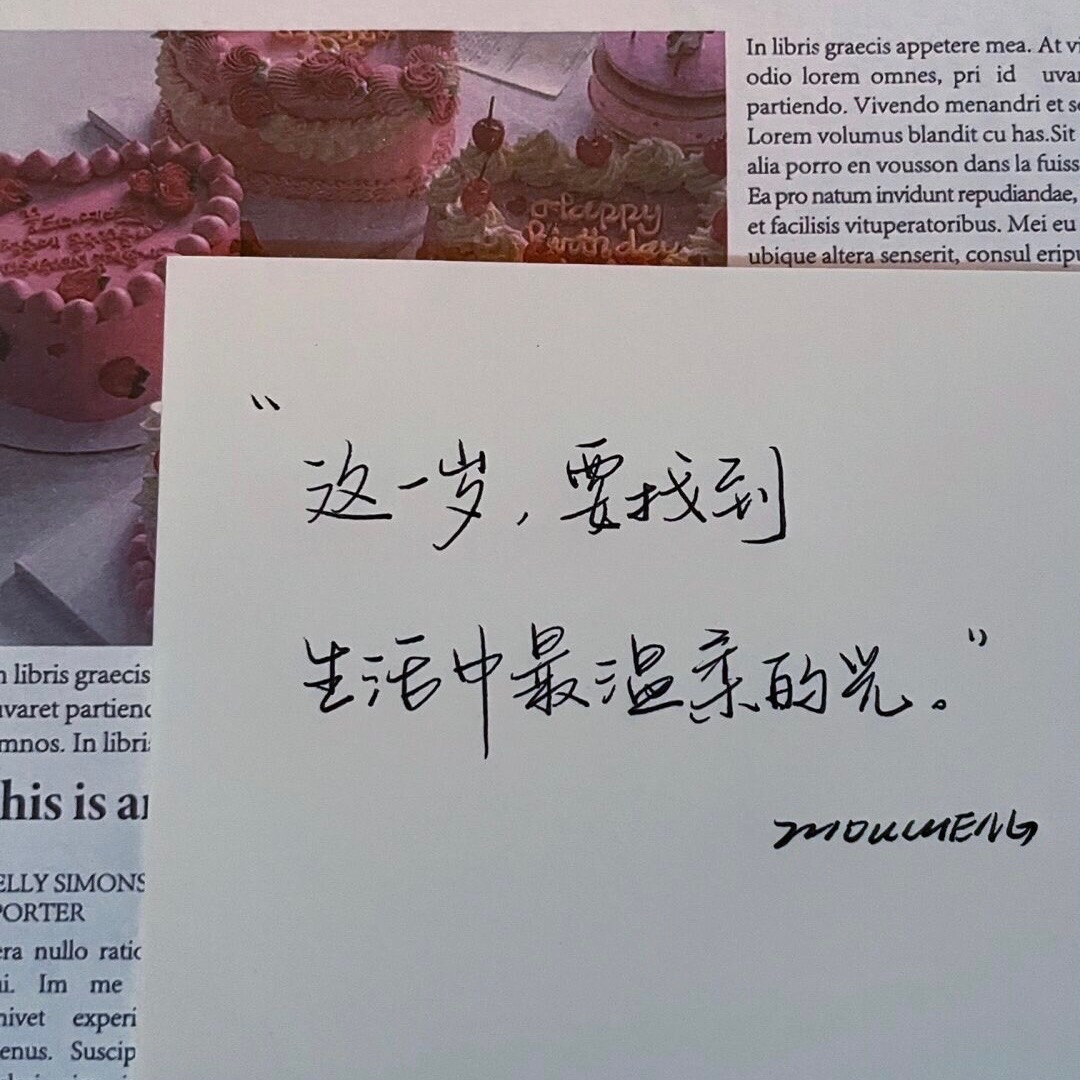 In libris graecis appetere mea. At vi
odio lorem omnes, pri id uvar
partiendo. Vivendo menandri et se
Lorem volumus blandit cu has.Sit
alia porro en vousson dans la fuiss
Ea pro natum invidunt repudiandae,
et facilisis vituperatoribus. Mei eu
ubique altera senserit, consul eripu
Happy
Birthday
“
这一岁，要找到
生活中最温柔的光。”
n libris graecis
uvaret partiend
mnos. In libri
his is an
ELLY SIMONS
PORTER
era nullo ratio
ui. Im me
nivet experi
enus. Suscip